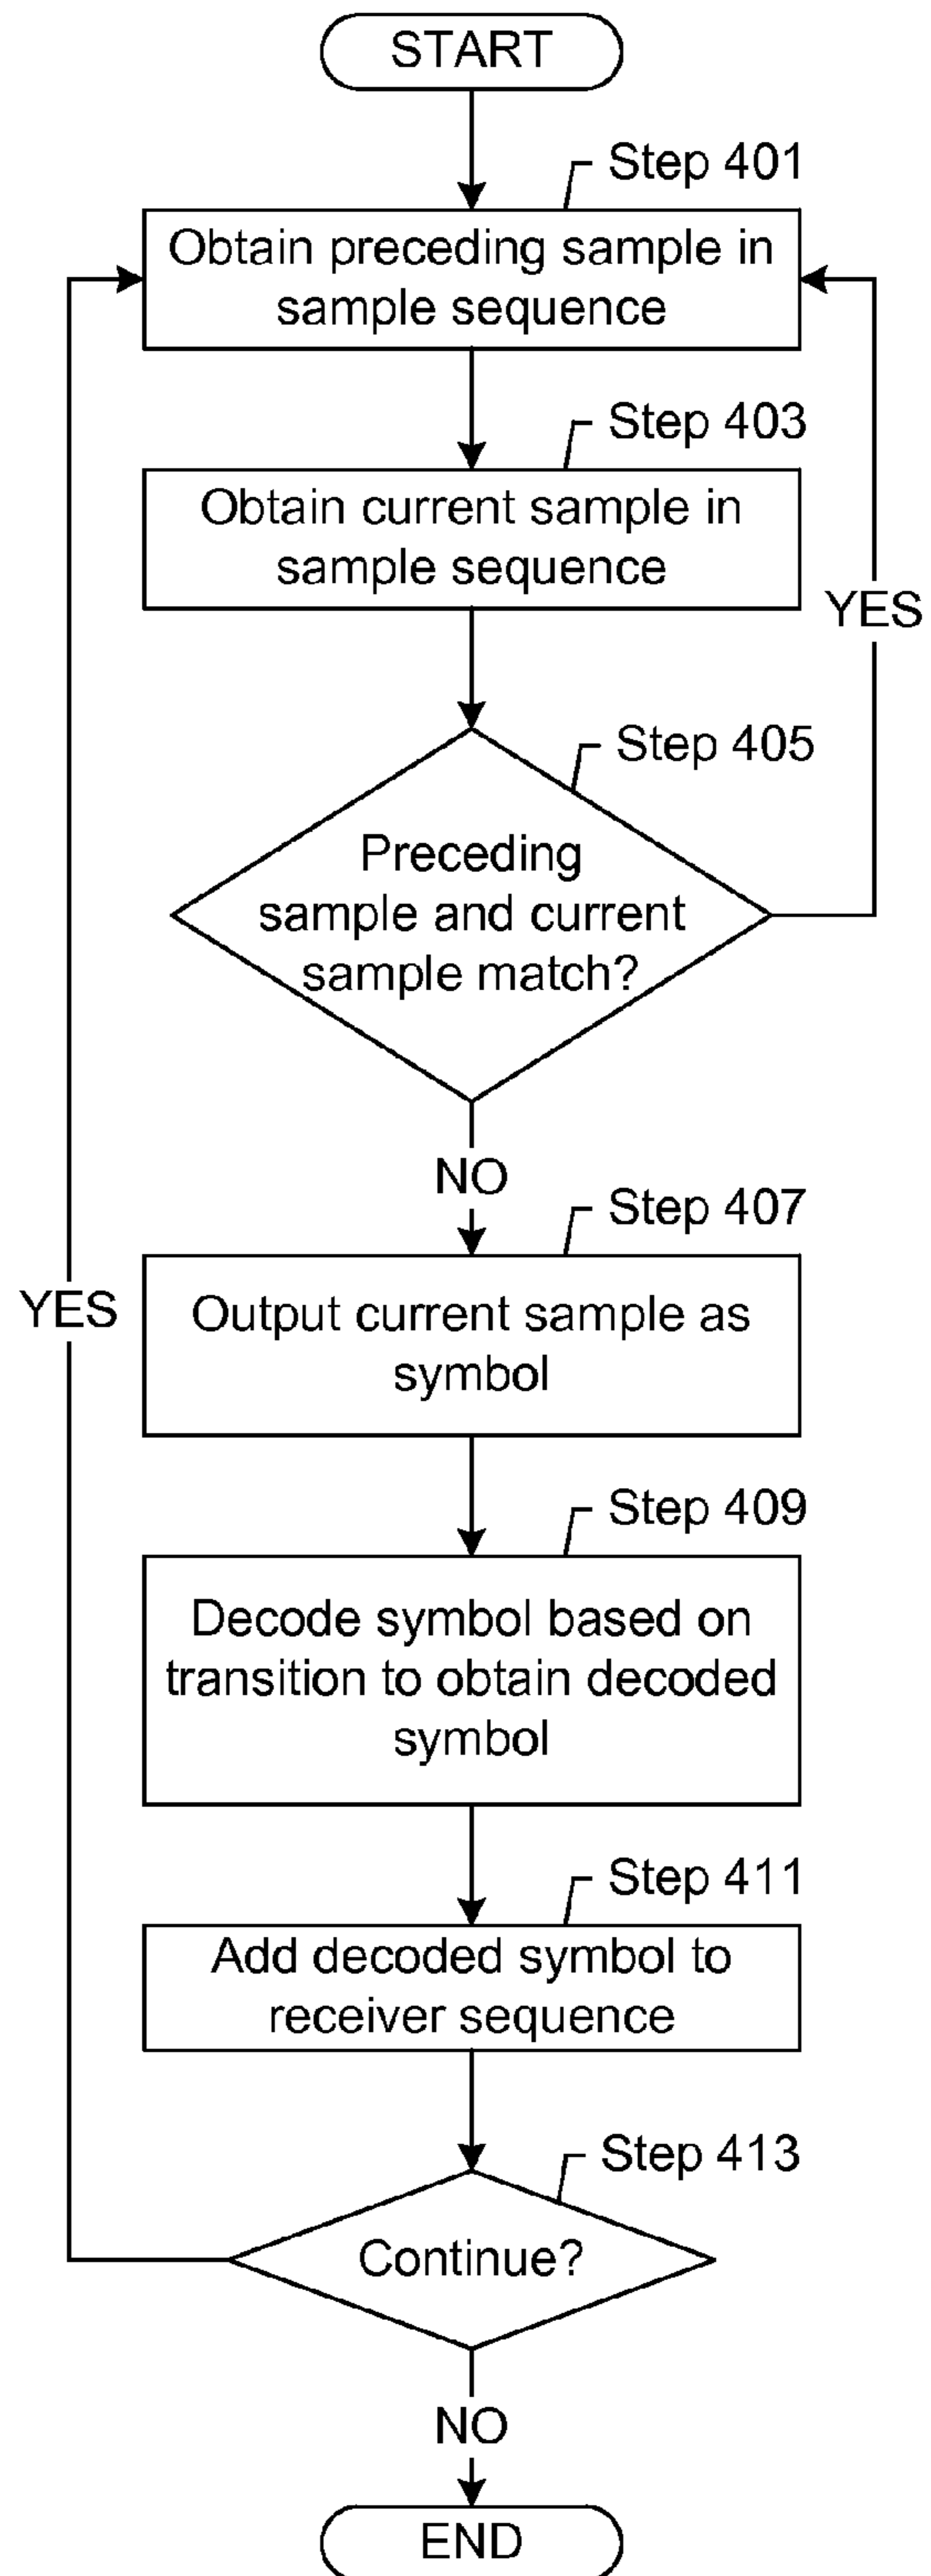 START
Step 401
Obtain preceding sample in
sample sequence
Step 403
Obtain current sample in
sample sequence
YES
Step 405
Preceding
sample and current
sample match?
NO
Step 407
YES
Output current sample as
symbol
Step 409
Decode symbol based on
transition to obtain decoded
symbol
Step 411
Add decoded symbol to
receiver sequence
Step 413
Continue?
NO
END